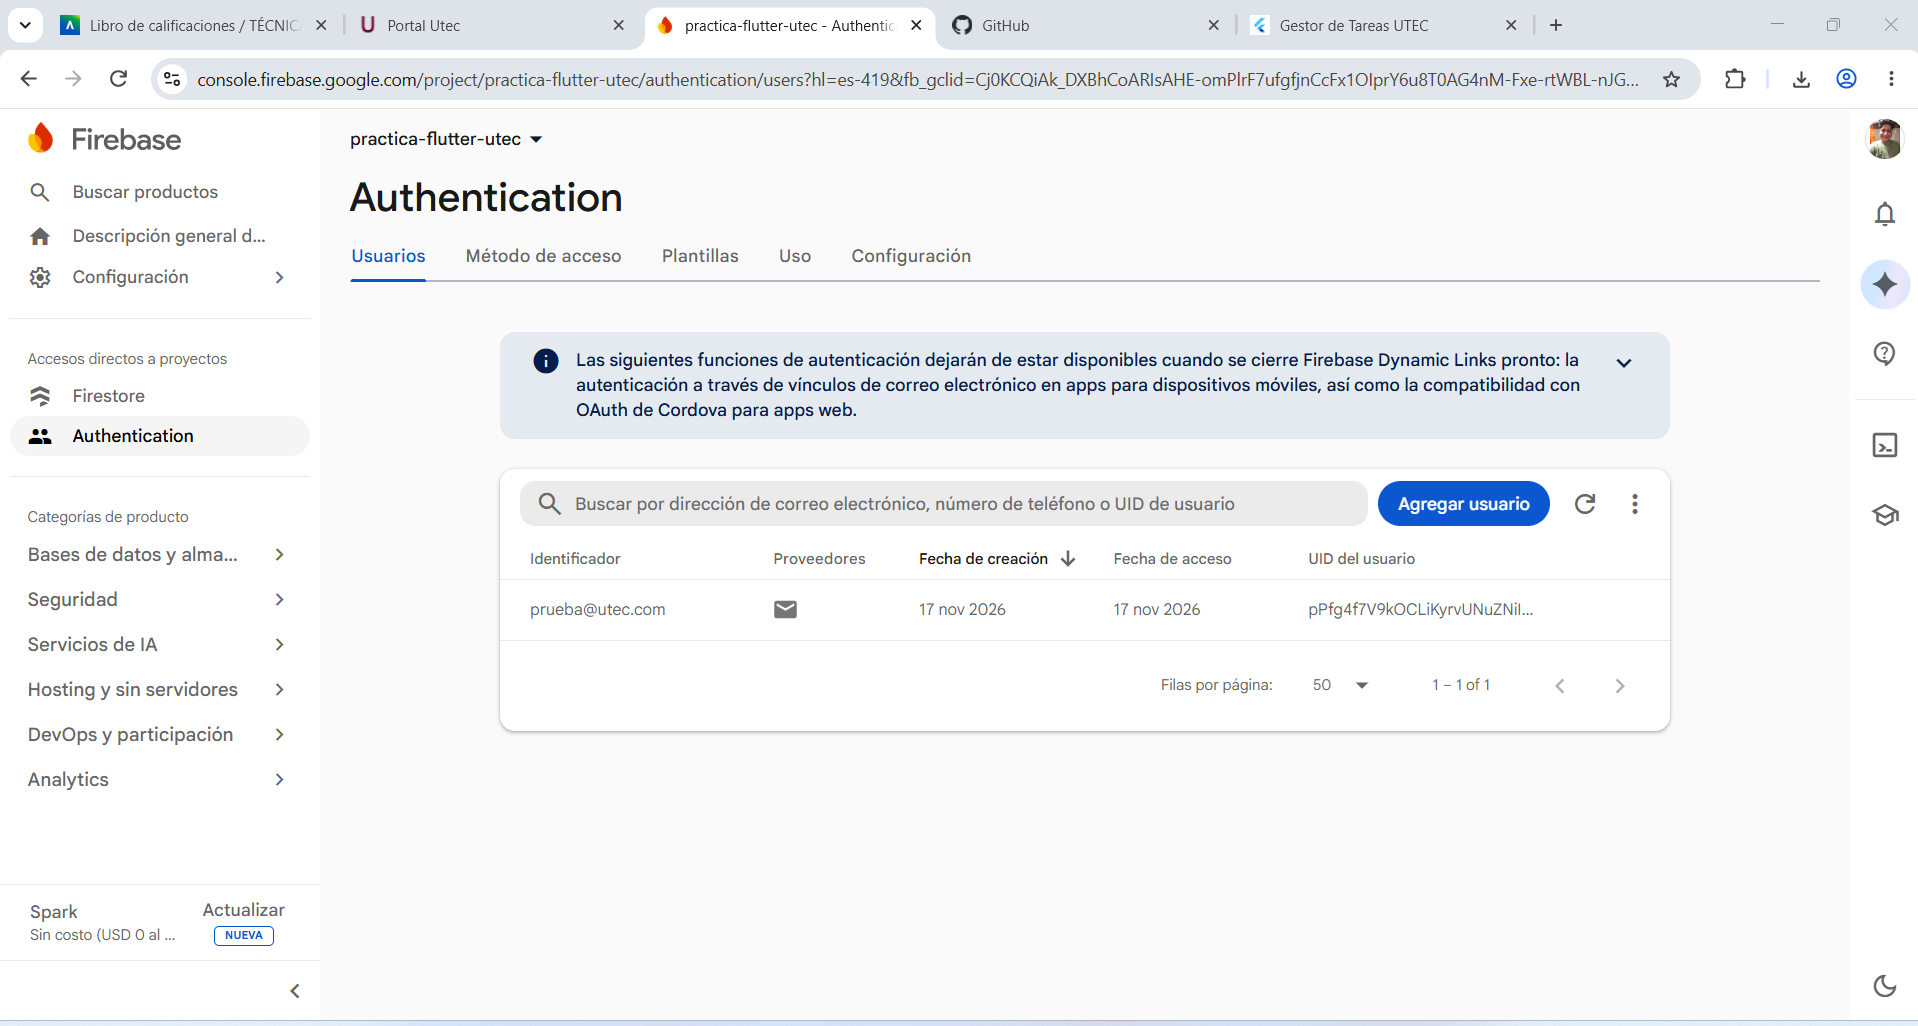 Libro de calificaciones / TÉCNIC
Portal Utec
practica-flutter-utec - Authentic
GitHub
Gestor de Tareas UTEC
console.firebase.google.com/project/practica-flutter-utec/authentication/users?hl=es-419&fb_gclid=Cj0KCQiAk_DXBhCoARIsAHE-omPlrF7ufgfjnCcFx1OIprY6u8T0AG4nM-Fxe-rtWBL-nJG...
Firebase
Buscar productos
Descripción general d...
Configuración
Accesos directos a proyectos
Firestore
Authentication
Categorías de producto
Bases de datos y alma...
Seguridad
Servicios de IA
Hosting y sin servidores
DevOps y participación
Analytics
Spark
Sin costo (USD 0 al ...
Actualizar
NUEVA
practica-flutter-utec
Authentication
Usuarios
Método de acceso
Plantillas
Uso
Configuración
Las siguientes funciones de autenticación dejarán de estar disponibles cuando se cierre Firebase Dynamic Links pronto: la
autenticación a través de vínculos de correo electrónico en apps para dispositivos móviles, así como la compatibilidad con
OAuth de Cordova para apps web.
Buscar por dirección de correo electrónico, número de teléfono o UID de usuario
Agregar usuario
Identificador
Proveedores
Fecha de creación
Fecha de acceso
UID del usuario
prueba@utec.com
17 nov 2026
17 nov 2026
pPfg4f7V9kOCLiKyrvUNuZNil...
Filas por página:
50
1 – 1 of 1